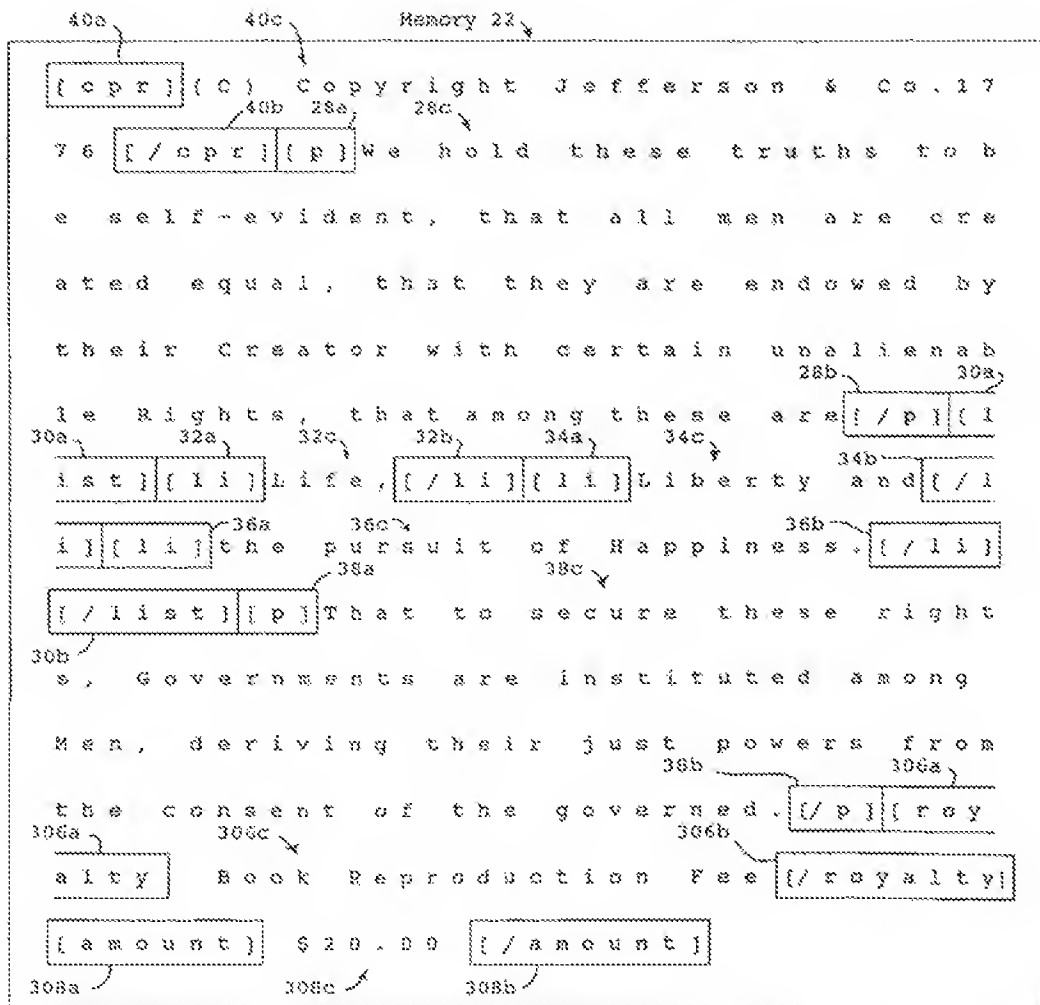 40a 40c Memory 22
[cpr](C) Copyright Jefferson & Co.17
40b 28a 28c
76 [/cpr][p]We hold these truths to b
e self-evident, that all men are cre
ated equal, that they are endowed by
their Creator with certain unalienab
28b 30a
le Rights, that among these are[/p][l
30a 32a 32c 32b 34a 34c 34b
ist][li]Life,[/li][li]Liberty and[/l
36a 36c 36b
i][li]the pursuit of Happiness.[/li]
38a 38c
[/list][p]That to secure these right
30b
s, Governments are instituted among
Men, deriving their just powers from
38b 306a
the consent of the governed.[/p][roy
306a 306c 306b
alty Book Reproduction Fee[/royalty]
[amount] $20.00 [/amount]
308a 308c 308b